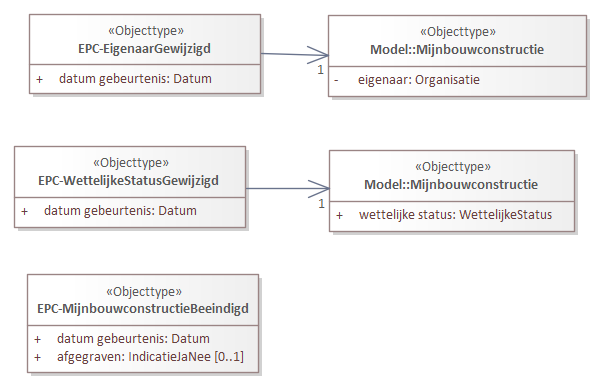 «Objecttype»
EPC-EigenaarGewijzigd
+ datum gebeurtenis: Datum
1
«Objecttype»
Model::Mijnbouwconstructie
- eigenaar: Organisatie
«Objecttype»
EPC-WettelijkeStatusGewijzigd
+ datum gebeurtenis: Datum
1
«Objecttype»
Model::Mijnbouwconstructie
+ wettelijke status: WettelijkeStatus
«Objecttype»
EPC-MijnbouwconstructieBeeindigd
+ datum gebeurtenis: Datum
+ afgegraven: IndicatieJaNee [0..1]